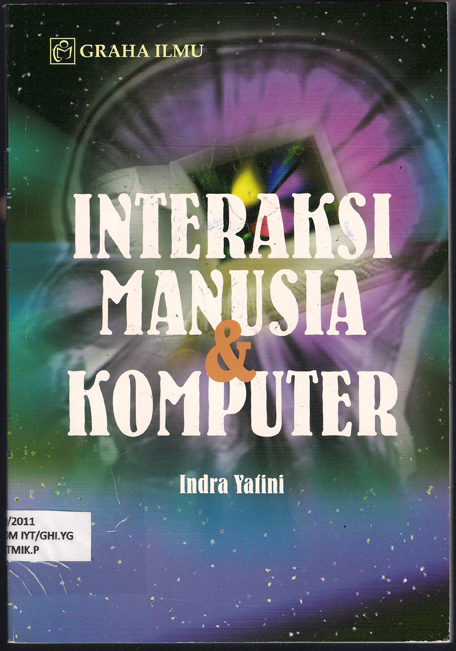 GRAHA ILMU
INTERAKSI
MANUSIA
&
KOMPUTER
Indra Yatini
/2011
M IYT/GHI.YG
TMIK.P